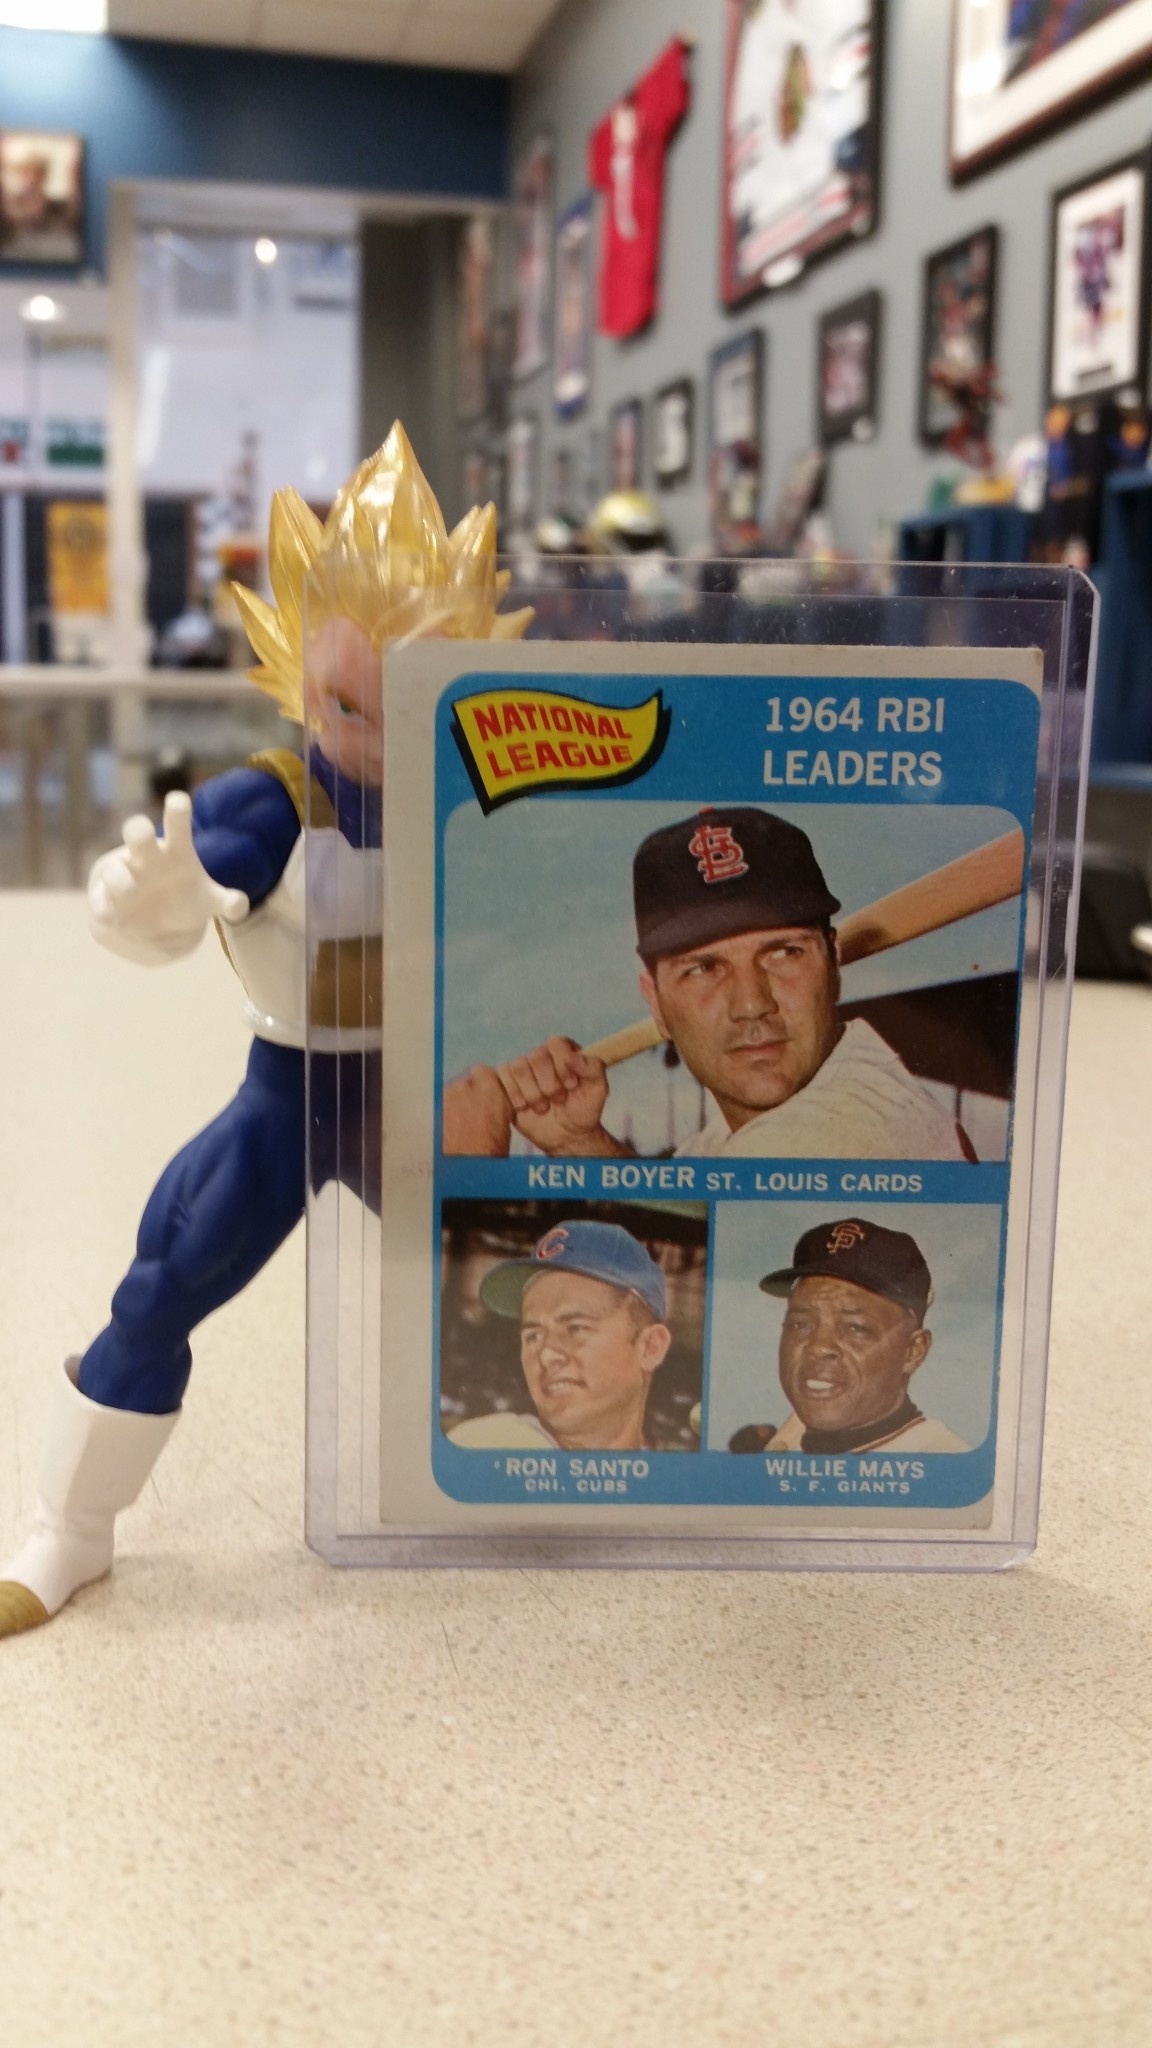 NATIONAL
LEAGUE
1964 RBI
LEADERS
KEN BOYER ST. LOUIS CARDS
RON SANTO
CHI. CUBS
WILLIE MAYS
S. F. GIANTS